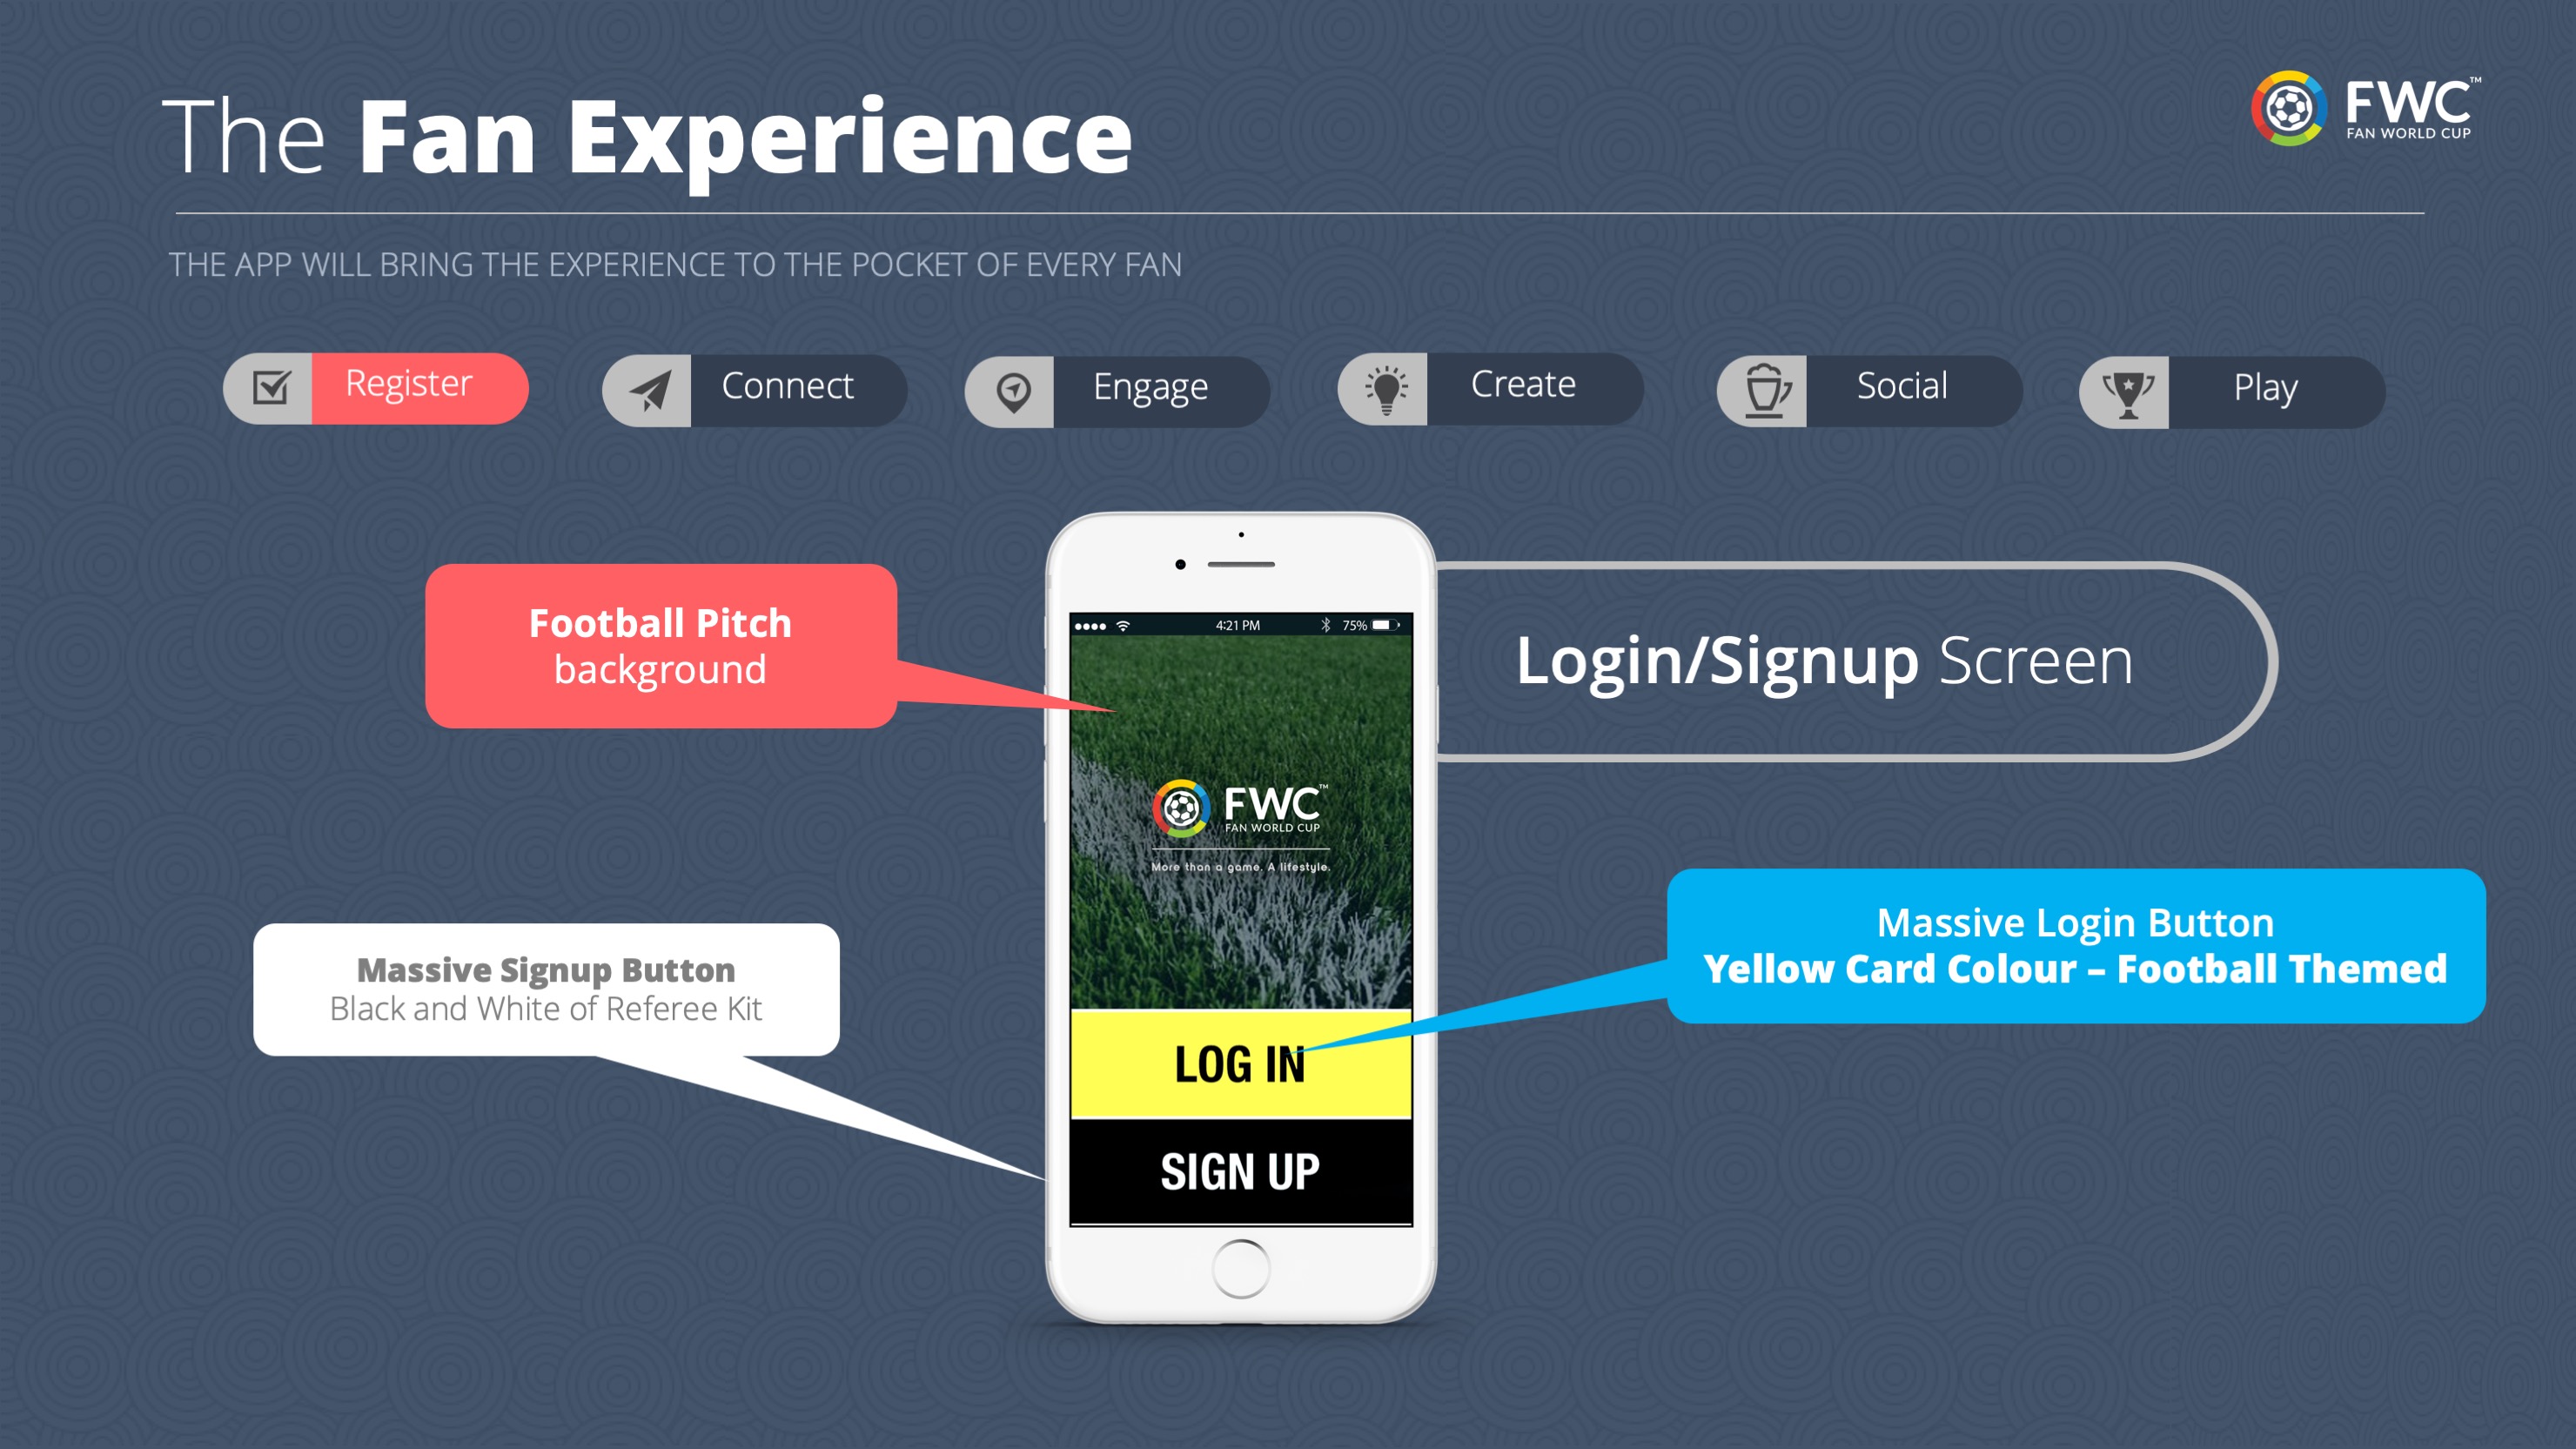 The Fan Experience
FWC™
FAN WORLD CUP
THE APP WILL BRING THE EXPERIENCE TO THE POCKET OF EVERY FAN
Register
Connect
Engage
Create
Social
Play
Football Pitch
background
4:21 PM
75%
Login/Signup Screen
FWC™
FAN WORLD CUP
More than a game. A lifestyle.
Massive Login Button
Yellow Card Colour – Football Themed
Massive Signup Button
Black and White of Referee Kit
LOG IN
SIGN UP